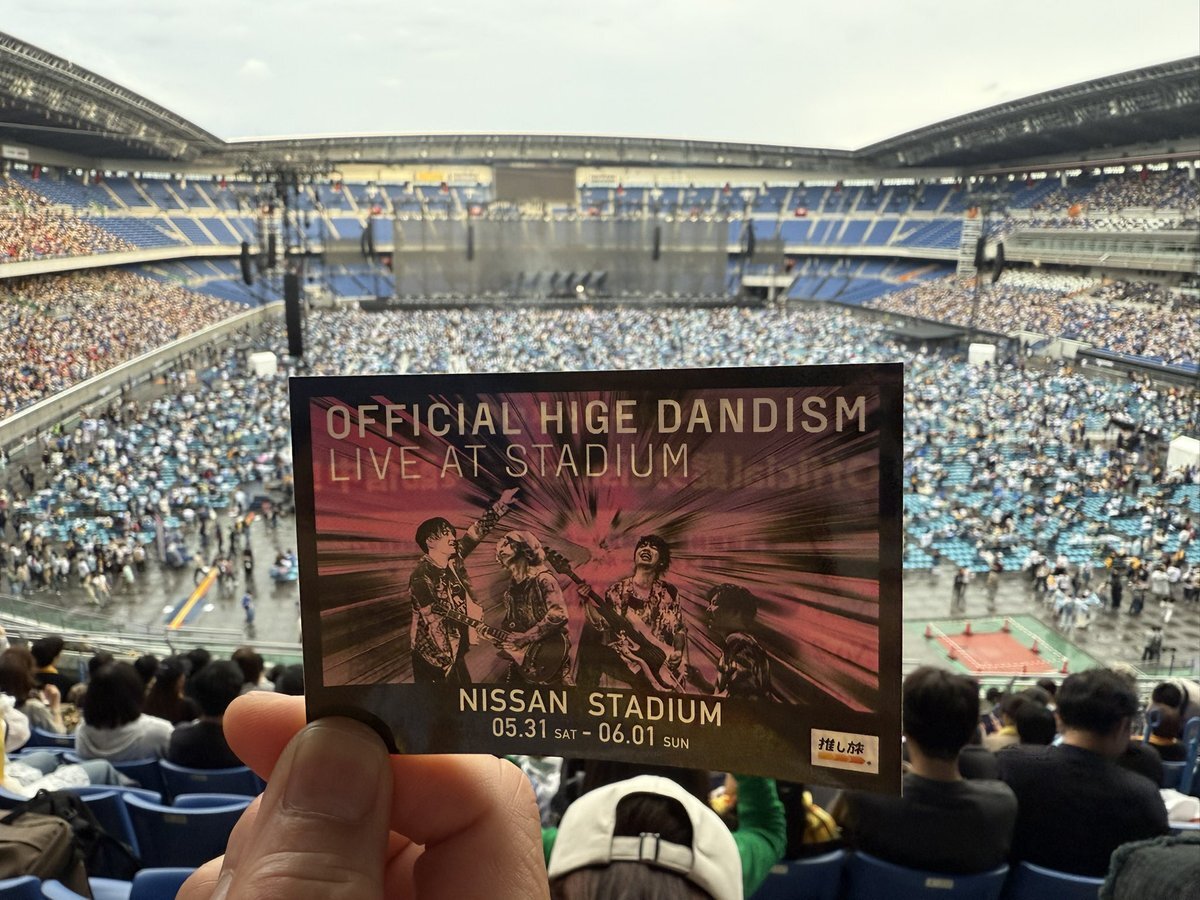 OFFICIAL HIGE DANDISM
LIVE AT STADIUM
NISSAN STADIUM
05.31 SAT - 06.01 SUN
推し旅